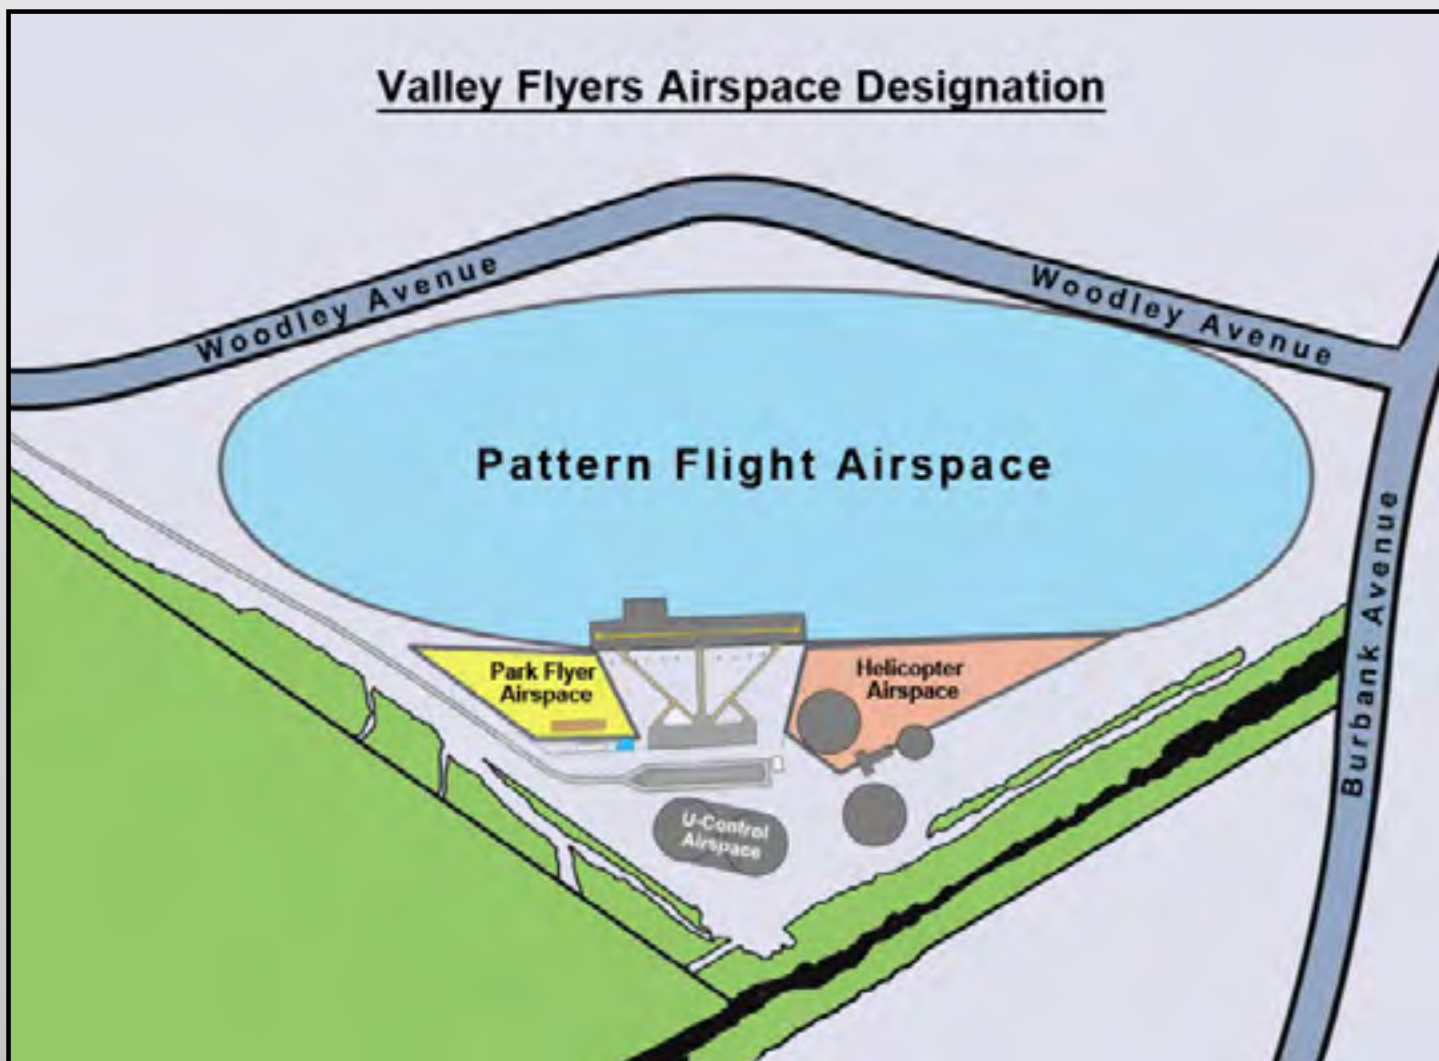 Valley Flyers Airspace Designation
Woodley Avenue
Woodley Avenue
Pattern Flight Airspace
Park Flyer
Airspace
Helicopter
Airspace
Burbank Avenue
U-Control
Airspace